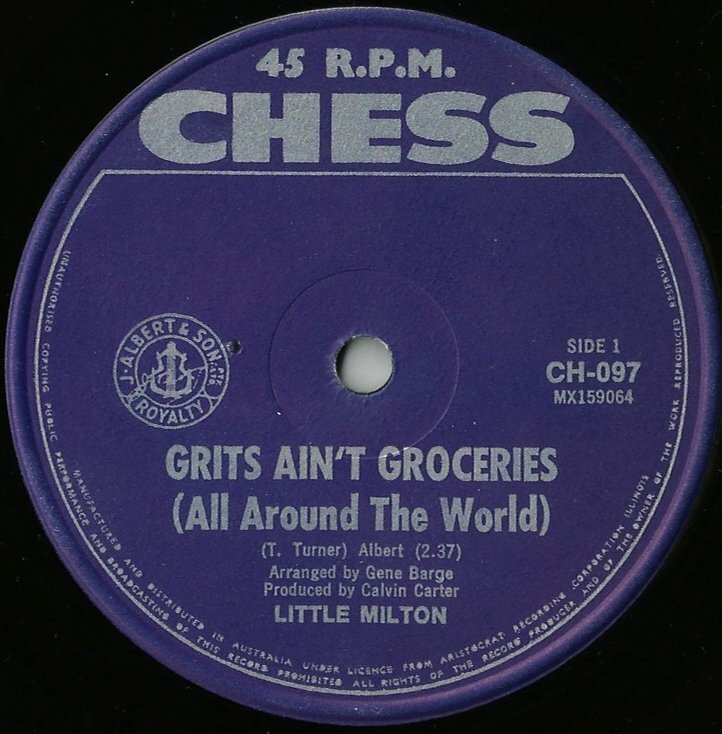 45 R.P.M.
CHESS
J. ALBERT & SON PTY. LTD.
ROYALTY
SIDE 1
CH-097
MX159064
GRITS AIN'T GROCERIES
(All Around The World)
(T. Turner) Albert (2.37)
Arranged by Gene Barge
Produced by Calvin Carter
LITTLE MILTON
MANUFACTURED AND DISTRIBUTED IN AUSTRALIA UNDER LICENCE FROM ARISTOCRAT RECORDING CORPORATION ILLINOIS
UNAUTHORISED COPYING PUBLIC PERFORMANCE AND BROADCASTING OF THIS RECORD PROHIBITED ALL RIGHTS OF THE RECORD PRODUCER AND OF THE OWNER OF THE WORK REPRODUCED RESERVED